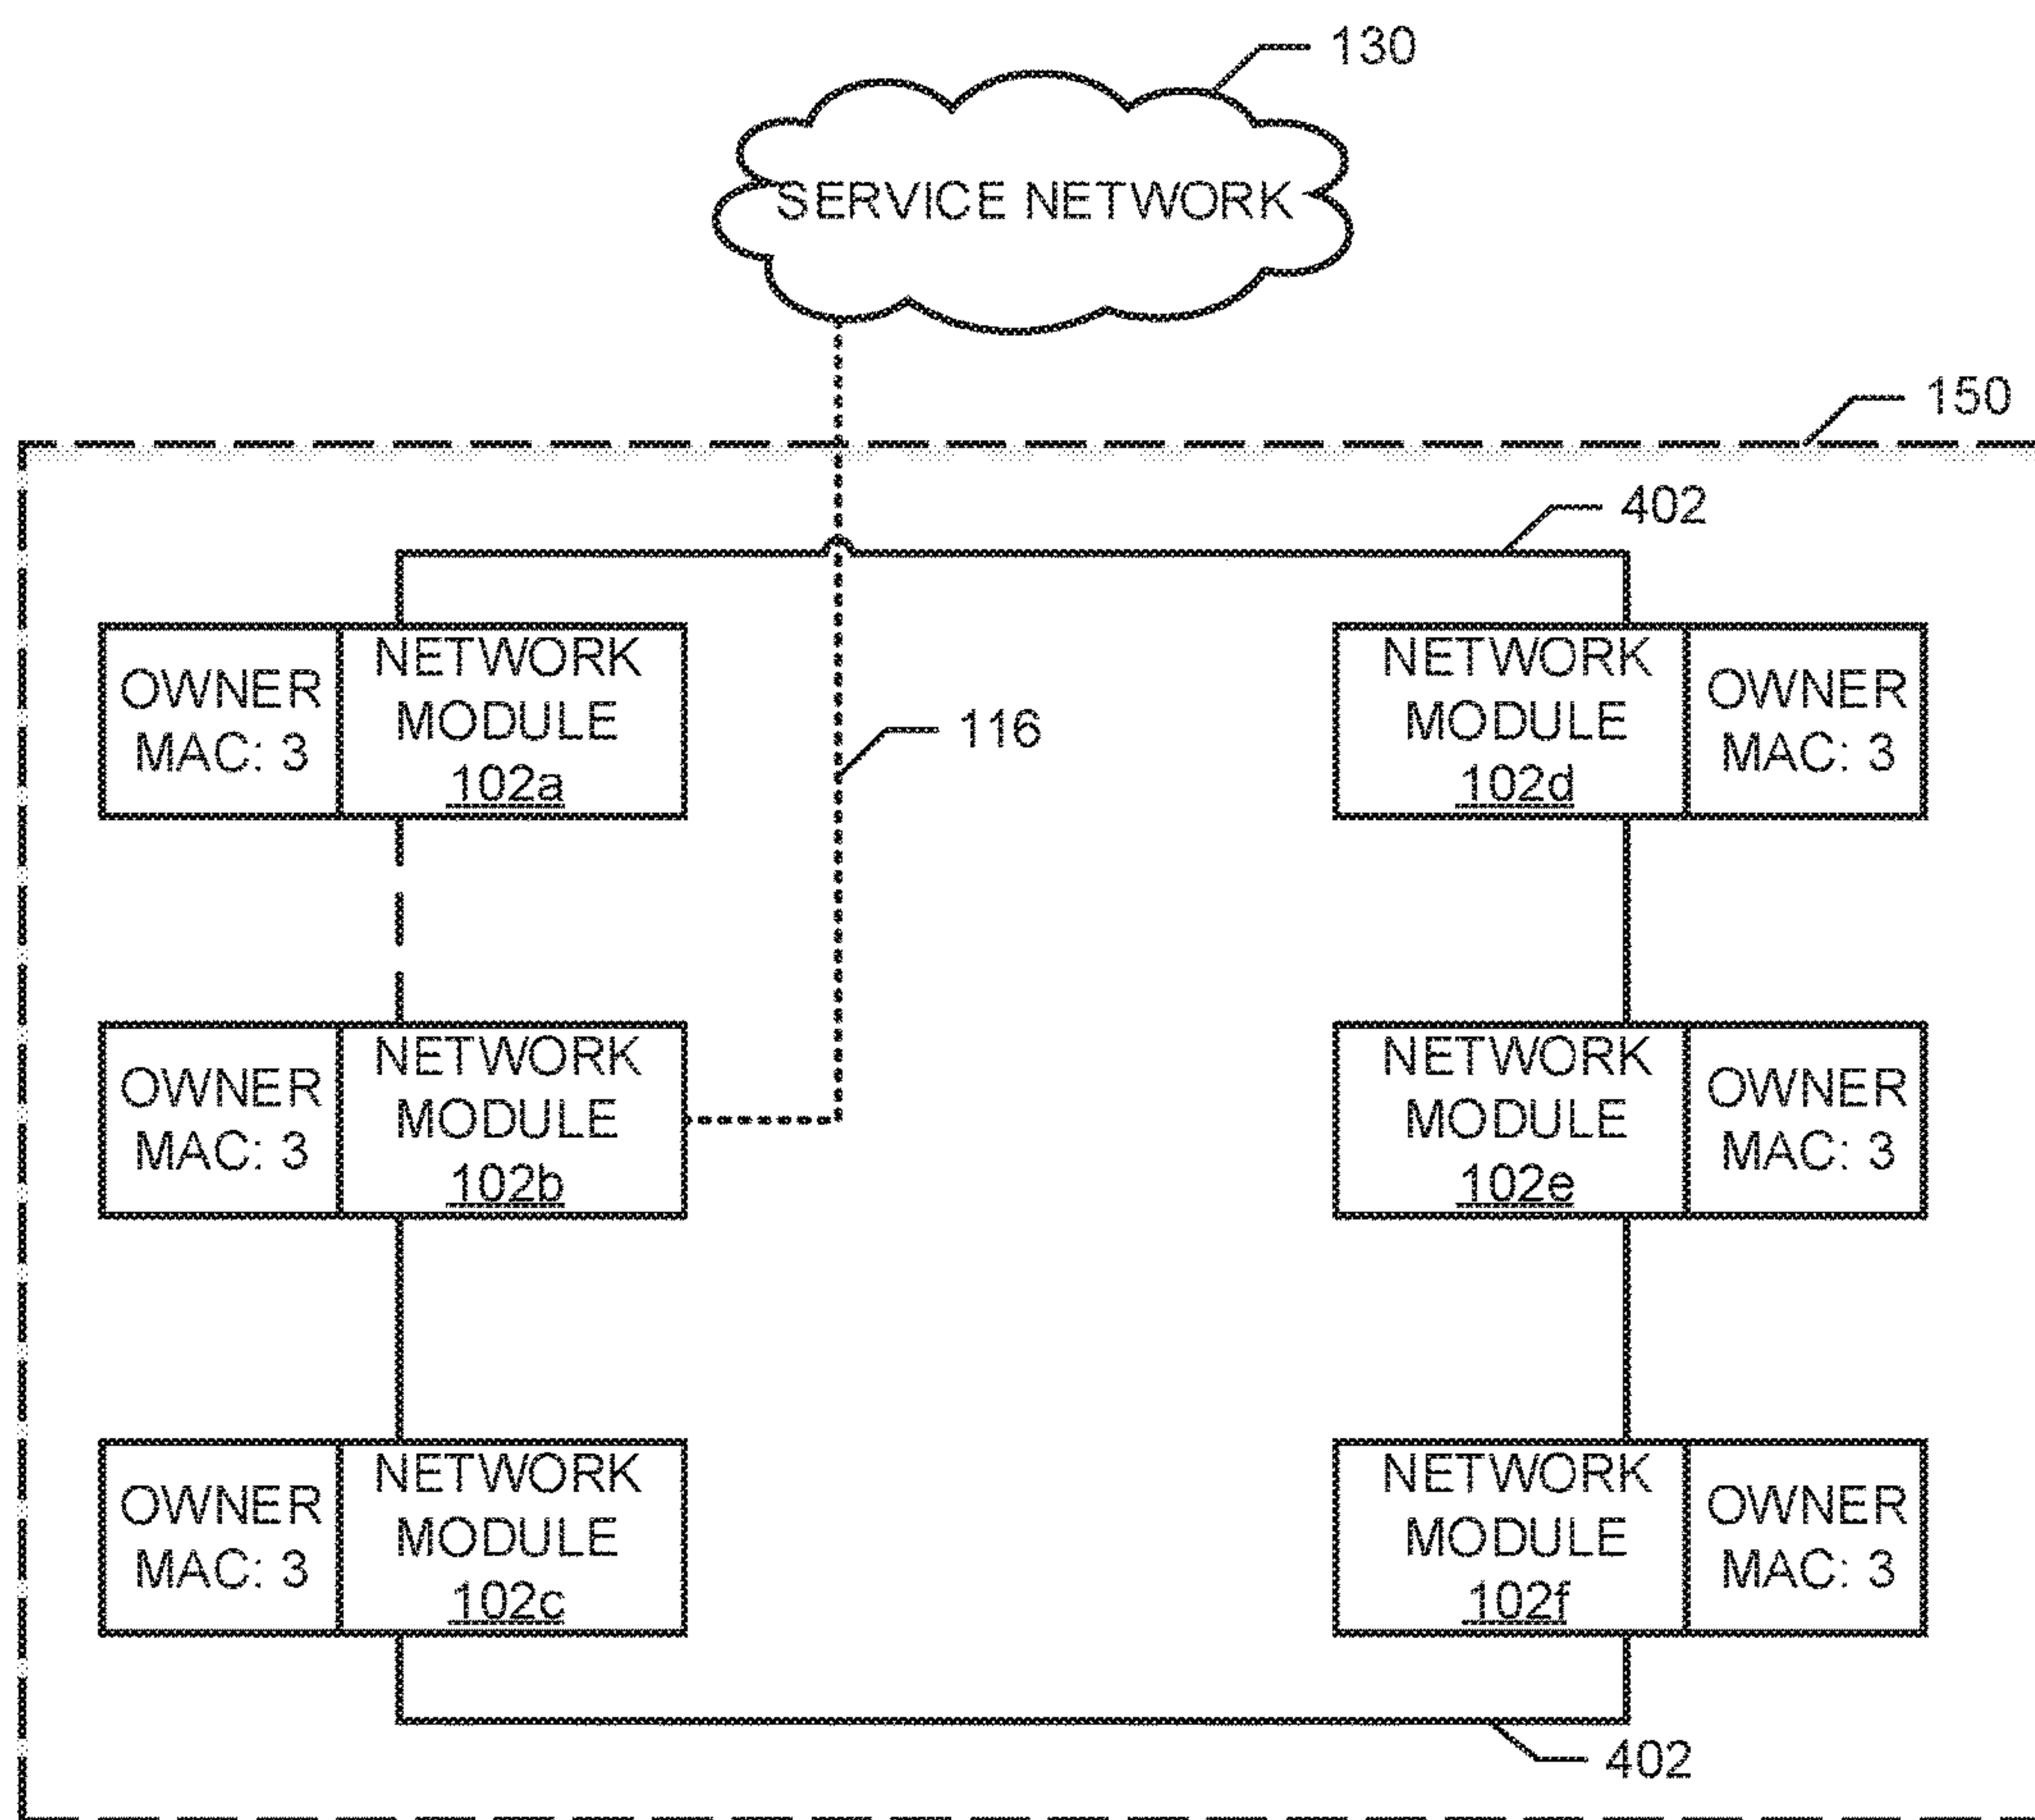 130
SERVICE NETWORK
150
402
OWNER
MAC: 3
NETWORK
MODULE
102a
116
NETWORK
MODULE
102d
OWNER
MAC: 3
OWNER
MAC: 3
NETWORK
MODULE
102b
NETWORK
MODULE
102e
OWNER
MAC: 3
OWNER
MAC: 3
NETWORK
MODULE
102c
NETWORK
MODULE
102f
OWNER
MAC: 3
402